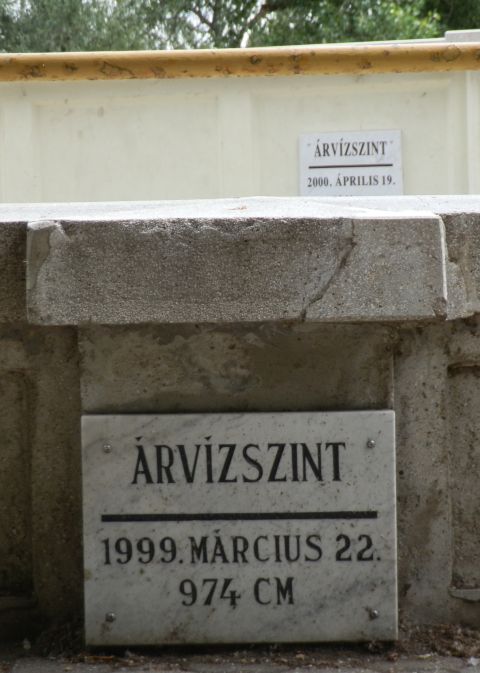 ÁRVÍZSZINT
2000. ÁPRILIS 19.
ÁRVÍZSZINT
1999. MÁRCIUS 22.
974 CM